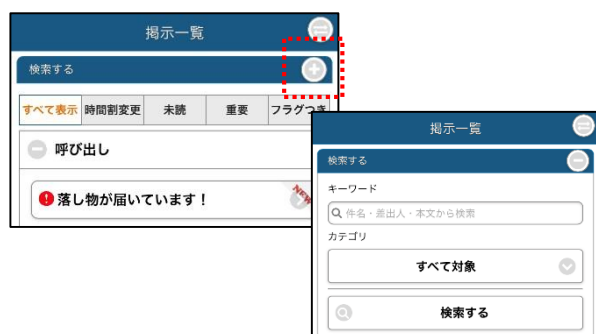 掲示一覧
検索する
すべて表示 時間割変更 未読 重要 フラグつき
呼び出し
落し物が届いています！ NEW
掲示一覧
検索する
キーワード
件名・差出人・本文から検索
カテゴリ
すべて対象
検索する